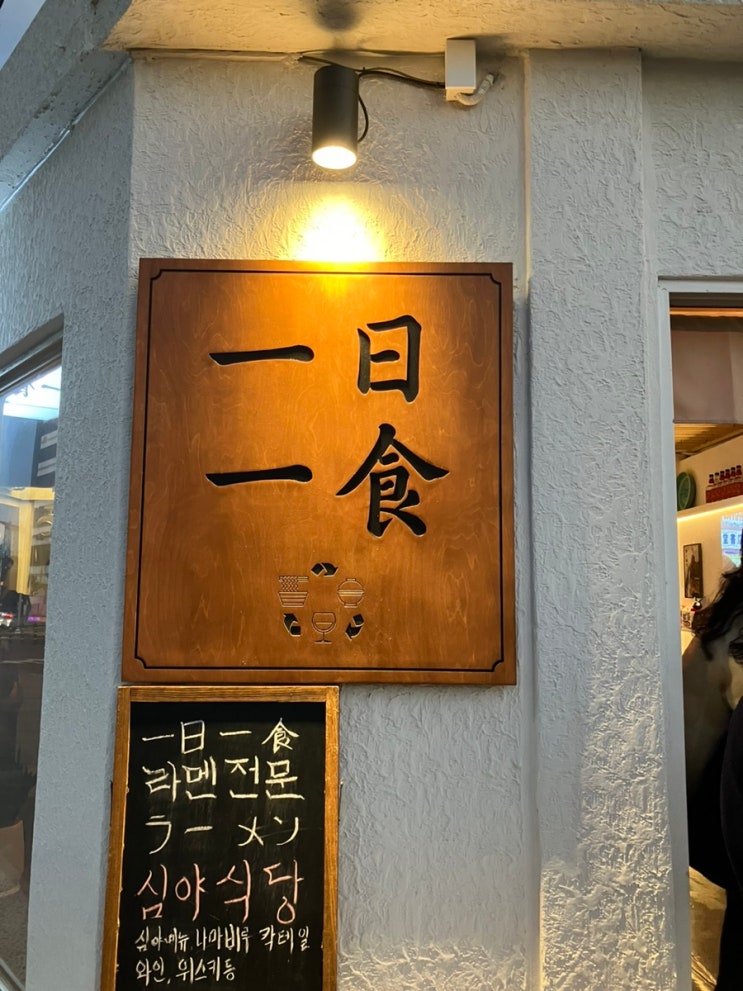 一日
一食
一日一食
라멘전문
ラーメン
심야식당
심야메뉴, 나마비루 칵테일
와인, 위스키등